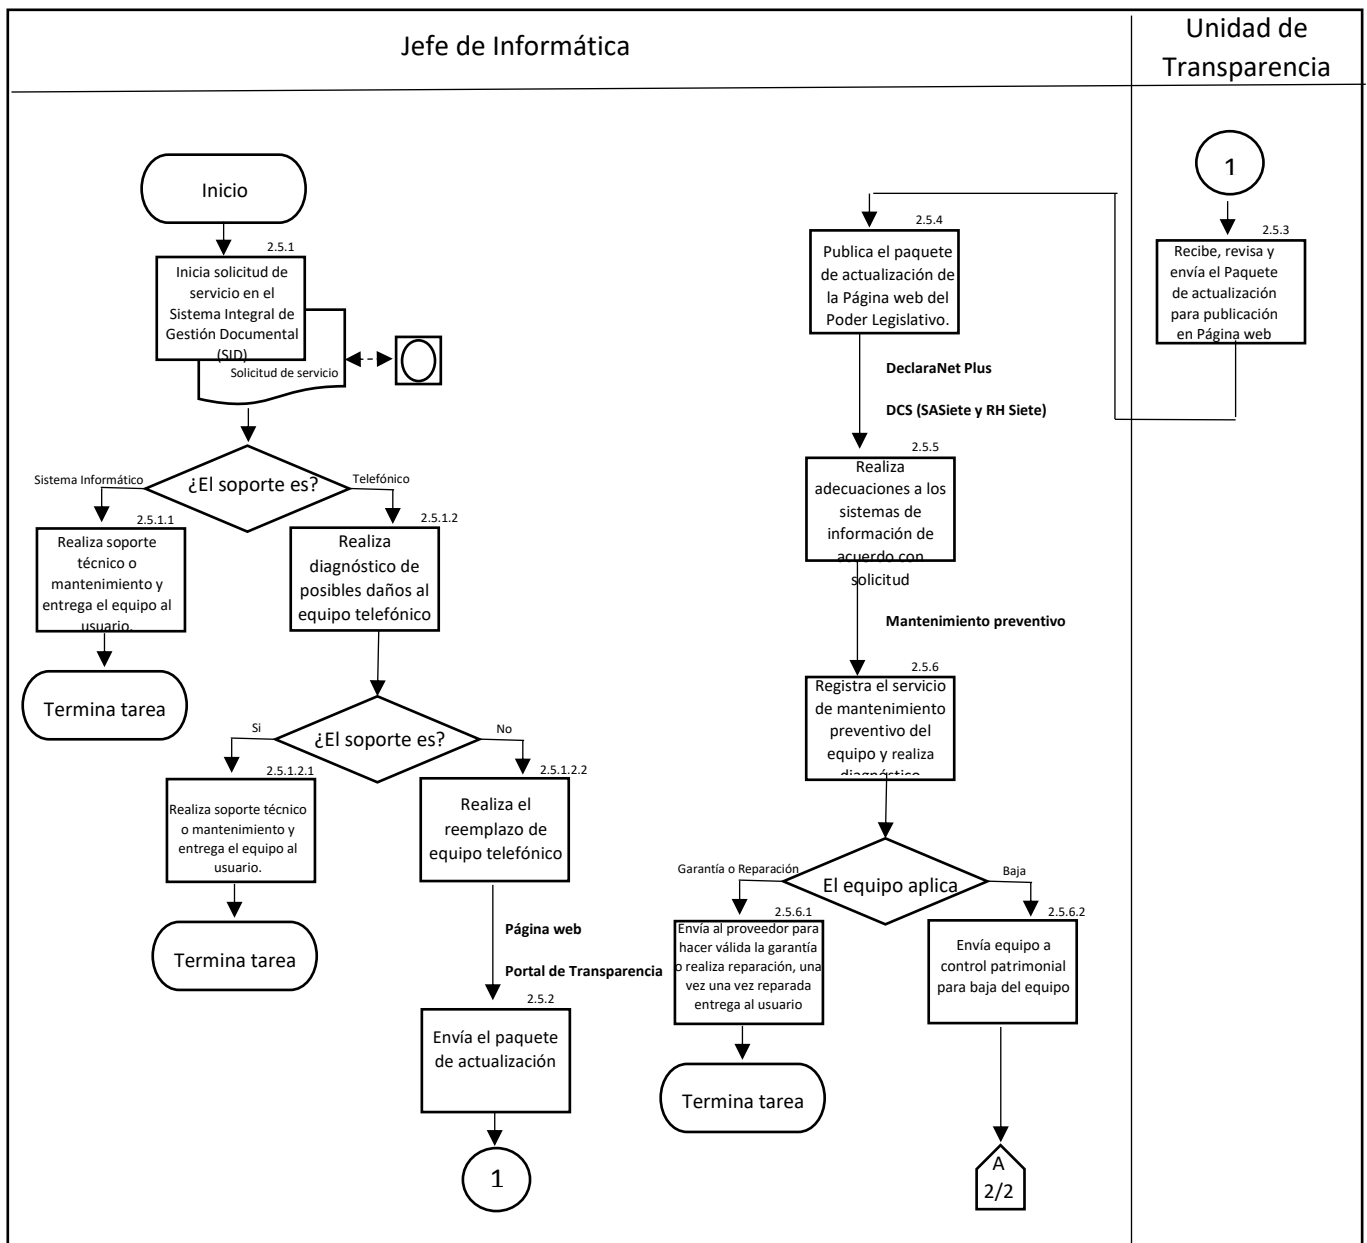 Jefe de Informática
Unidad de
Transparencia
Inicio
2.5.1
Inicia solicitud de
servicio en el
Sistema Integral de
Gestión Documental
(SID)
Solicitud de servicio
¿El soporte es?
Sistema Informático
Telefónico
2.5.1.1
Realiza soporte
técnico o
mantenimiento y
entrega el equipo al
usuario.
Termina tarea
2.5.1.2
Realiza
diagnóstico de
posibles daños al
equipo telefónico
¿El soporte es?
Si
No
2.5.1.2.1
Realiza soporte técnico
o mantenimiento y
entrega el equipo al
usuario.
Termina tarea
2.5.1.2.2
Realiza el
reemplazo de
equipo telefónico
Página web
Portal de Transparencia
2.5.2
Envía el paquete
de actualización
1
1
2.5.3
Recibe, revisa y
envía el Paquete
de actualización
para publicación
en Página web
2.5.4
Publica el paquete
de actualización de
la Página web del
Poder Legislativo.
DeclaraNet Plus
DCS (SASiete y RH Siete)
2.5.5
Realiza
adecuaciones a los
sistemas de
información de
acuerdo con
solicitud
Mantenimiento preventivo
2.5.6
Registra el servicio
de mantenimiento
preventivo del
equipo y realiza
diagnóstico
El equipo aplica
Garantía o Reparación
Baja
2.5.6.1
Envía al proveedor para
hacer válida la garantía
o realiza reparación, una
vez una vez reparada
entrega al usuario
Termina tarea
2.5.6.2
Envía equipo a
control patrimonial
para baja del equipo
A
2/2